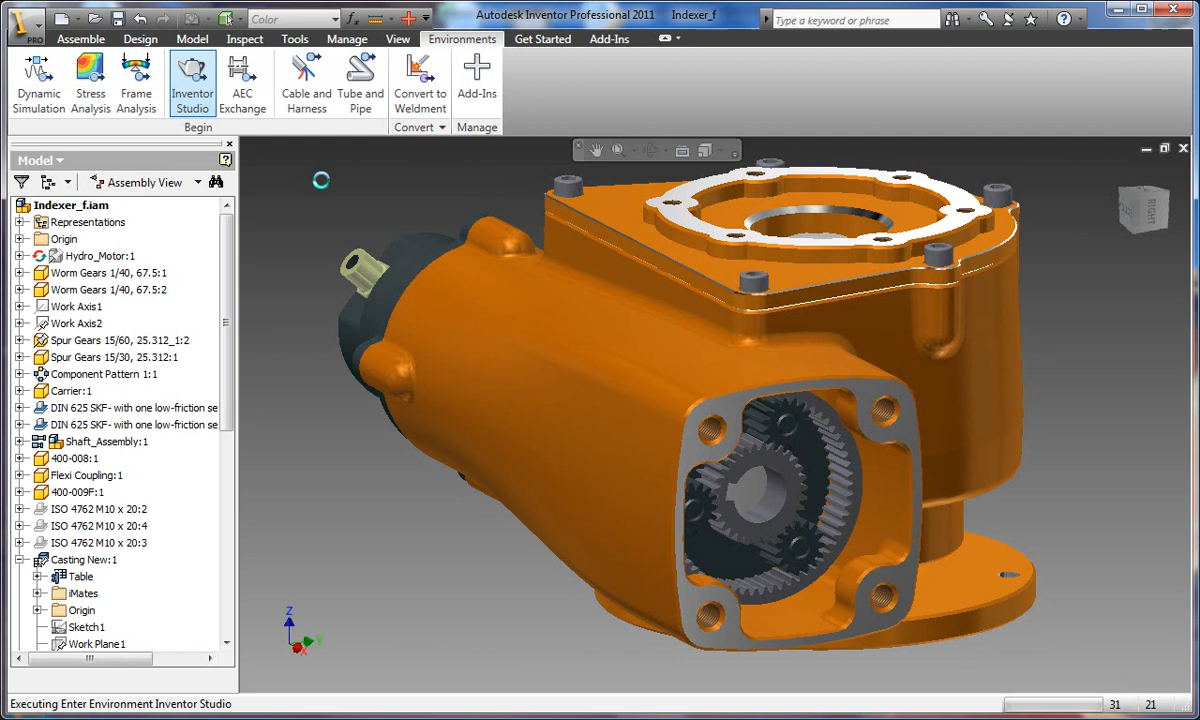 Color
Autodesk Inventor Professional 2011 Indexer_f
Type a keyword or phrase
PRO
Assembly Design Model Inspect Tools Manage View Environments Get Started Add-Ins
Dynamic Simulation
Stress Analysis
Frame Analysis
Inventor Studio
AEC Exchange
Cable and Harness
Tube and Pipe
Convert to Weldment
Add-Ins
Begin
Convert
Manage
Model
Assembly View
Indexer_f.iam
Representations
Origin
Hydro_Motor:1
Worm Gears 1/40, 67.5:1
Worm Gears 1/40, 67.5:2
Work Axis1
Work Axis2
Spur Gears 15/60, 25.312_1:2
Spur Gears 15/30, 25.312:1
Component Pattern 1:1
Carrier:1
DIN 625 SKF- with one low-friction se
DIN 625 SKF- with one low-friction se
Shaft_Assembly:1
400-008:1
Flexi Coupling:1
400-009F:1
ISO 4762 M10 x 20:2
ISO 4762 M10 x 20:4
ISO 4762 M10 x 20:3
Casting New:1
Table
iMates
Origin
Sketch1
Work Plane1
RIGHT
Z
Y
X
Executing Enter Environment Inventor Studio
31 21